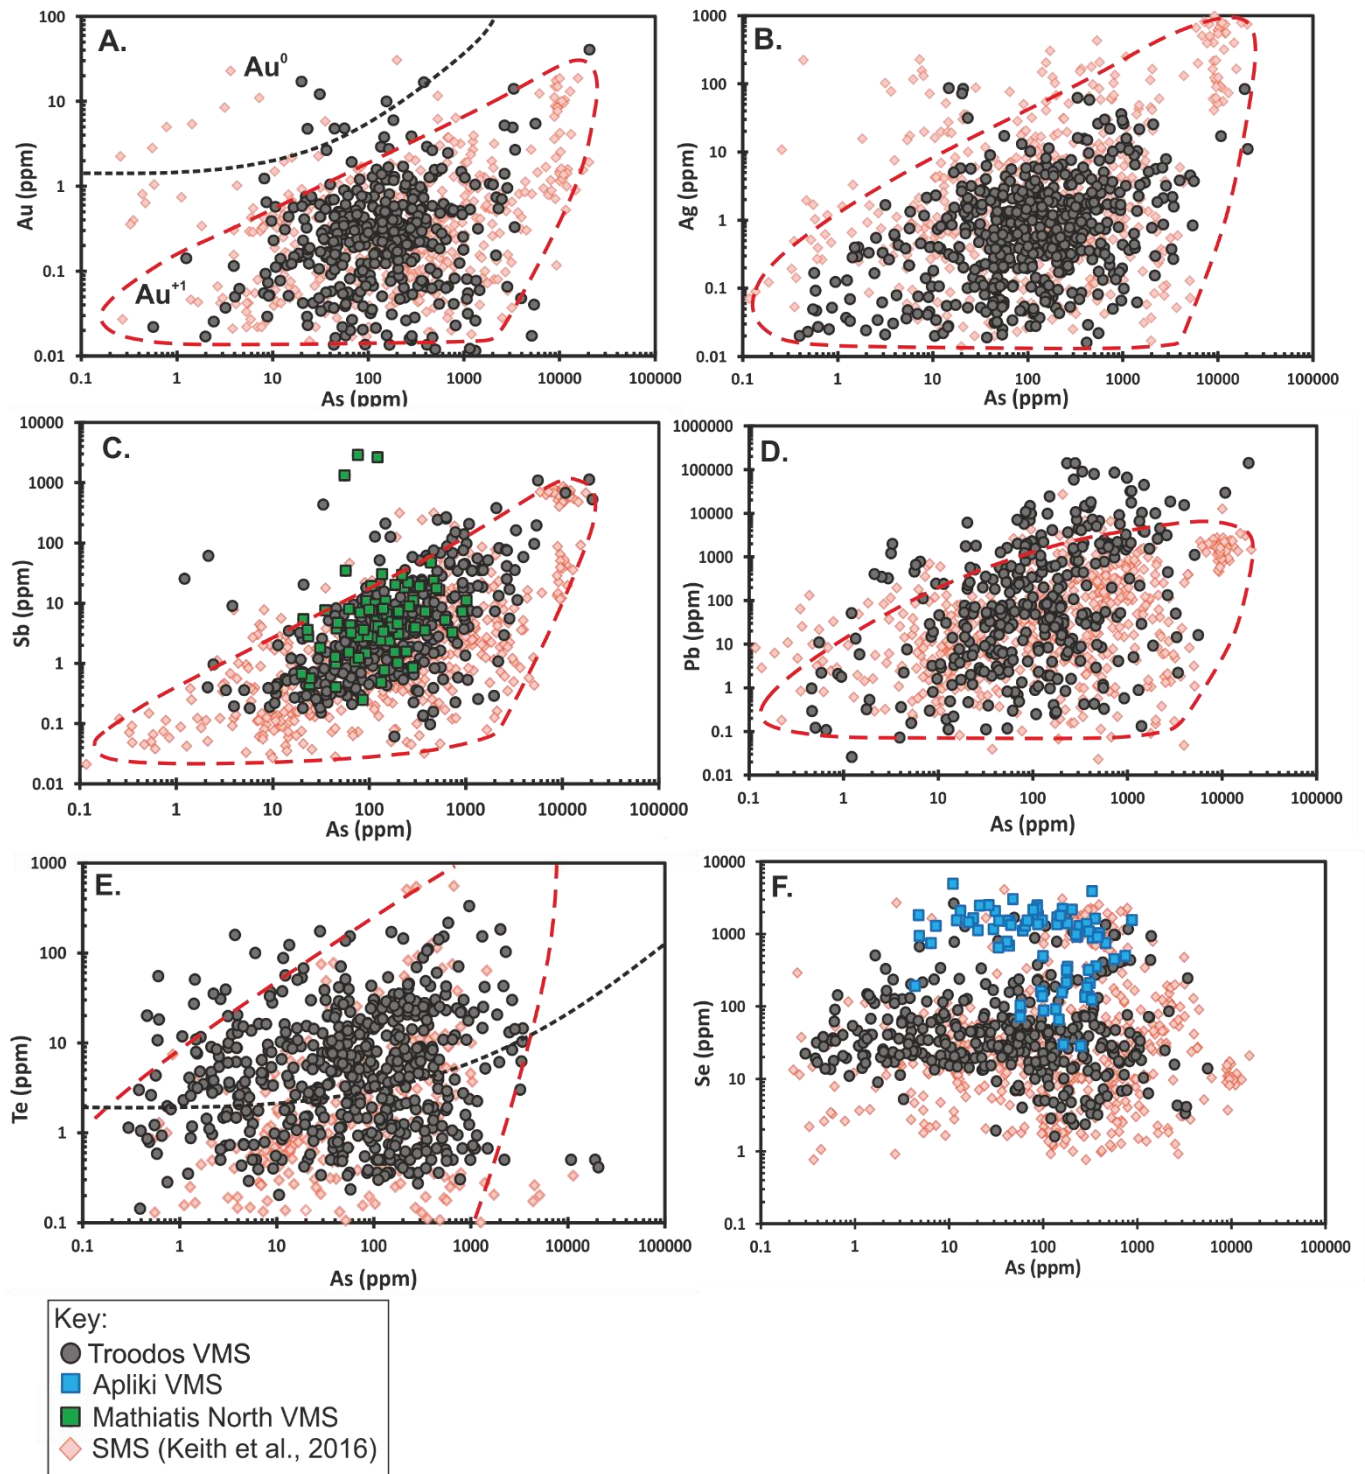 A.
Au⁰
Au⁺¹
Au (ppm)
100
10
1
0.1
0.01
0.1 1 10 100 1000 10000 100000
As (ppm)
B.
Ag (ppm)
1000
100
10
1
0.1
0.01
0.1 1 10 100 1000 10000 100000
As (ppm)
C.
Sb (ppm)
10000
1000
100
10
1
0.1
0.01
0.1 1 10 100 1000 10000 100000
As (ppm)
D.
Pb (ppm)
1000000
100000
10000
1000
100
10
1
0.1
0.01
0.1 1 10 100 1000 10000 100000
As (ppm)
E.
Te (ppm)
1000
100
10
1
0.1
0.1 1 10 100 1000 10000 100000
As (ppm)
F.
Se (ppm)
10000
1000
100
10
1
0.1
0.1 1 10 100 1000 10000 100000
As (ppm)
Key:
Troodos VMS
Apliki VMS
Mathiatis North VMS
SMS (Keith et al., 2016)